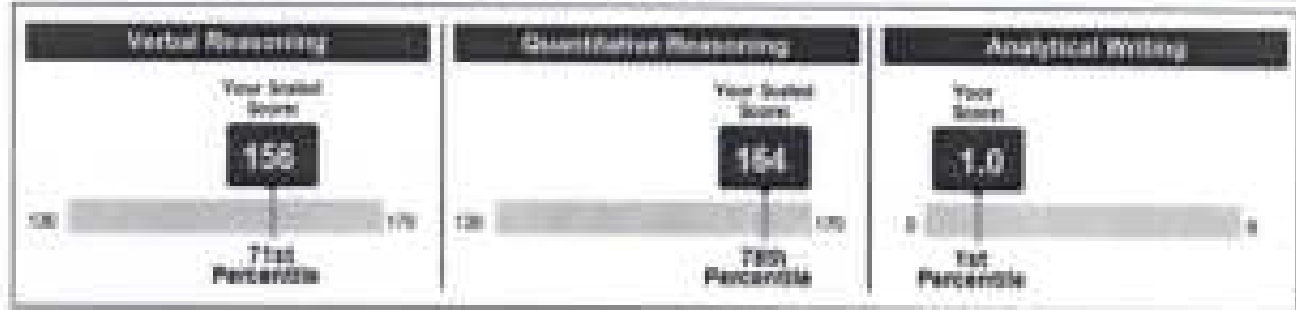 Verbal Reasoning
Your Scaled
Score:
156
130
170
71st
Percentile
Quantitative Reasoning
Your Scaled
Score:
164
130
170
Percentile
Analytical Writing
Your
Score:
1.0
0
6
1st
Percentile